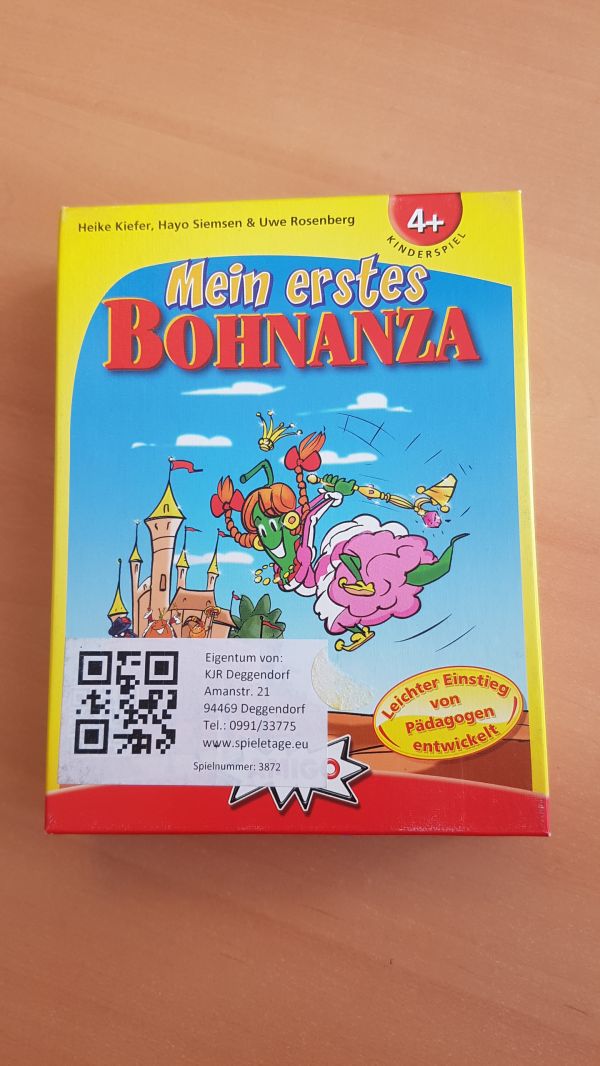 Heike Kiefer, Hayo Siemsen & Uwe Rosenberg
4+
KINDERSPIEL
Mein erstes
BOHNANZA
Eigentum von:
KJR Deggendorf
Amanstr. 21
94469 Deggendorf
Tel.: 0991/33775
www.spieletage.eu
Spielnummer: 3872
Leichter Einstieg
von
Pädagogen
entwickelt
AMIGO